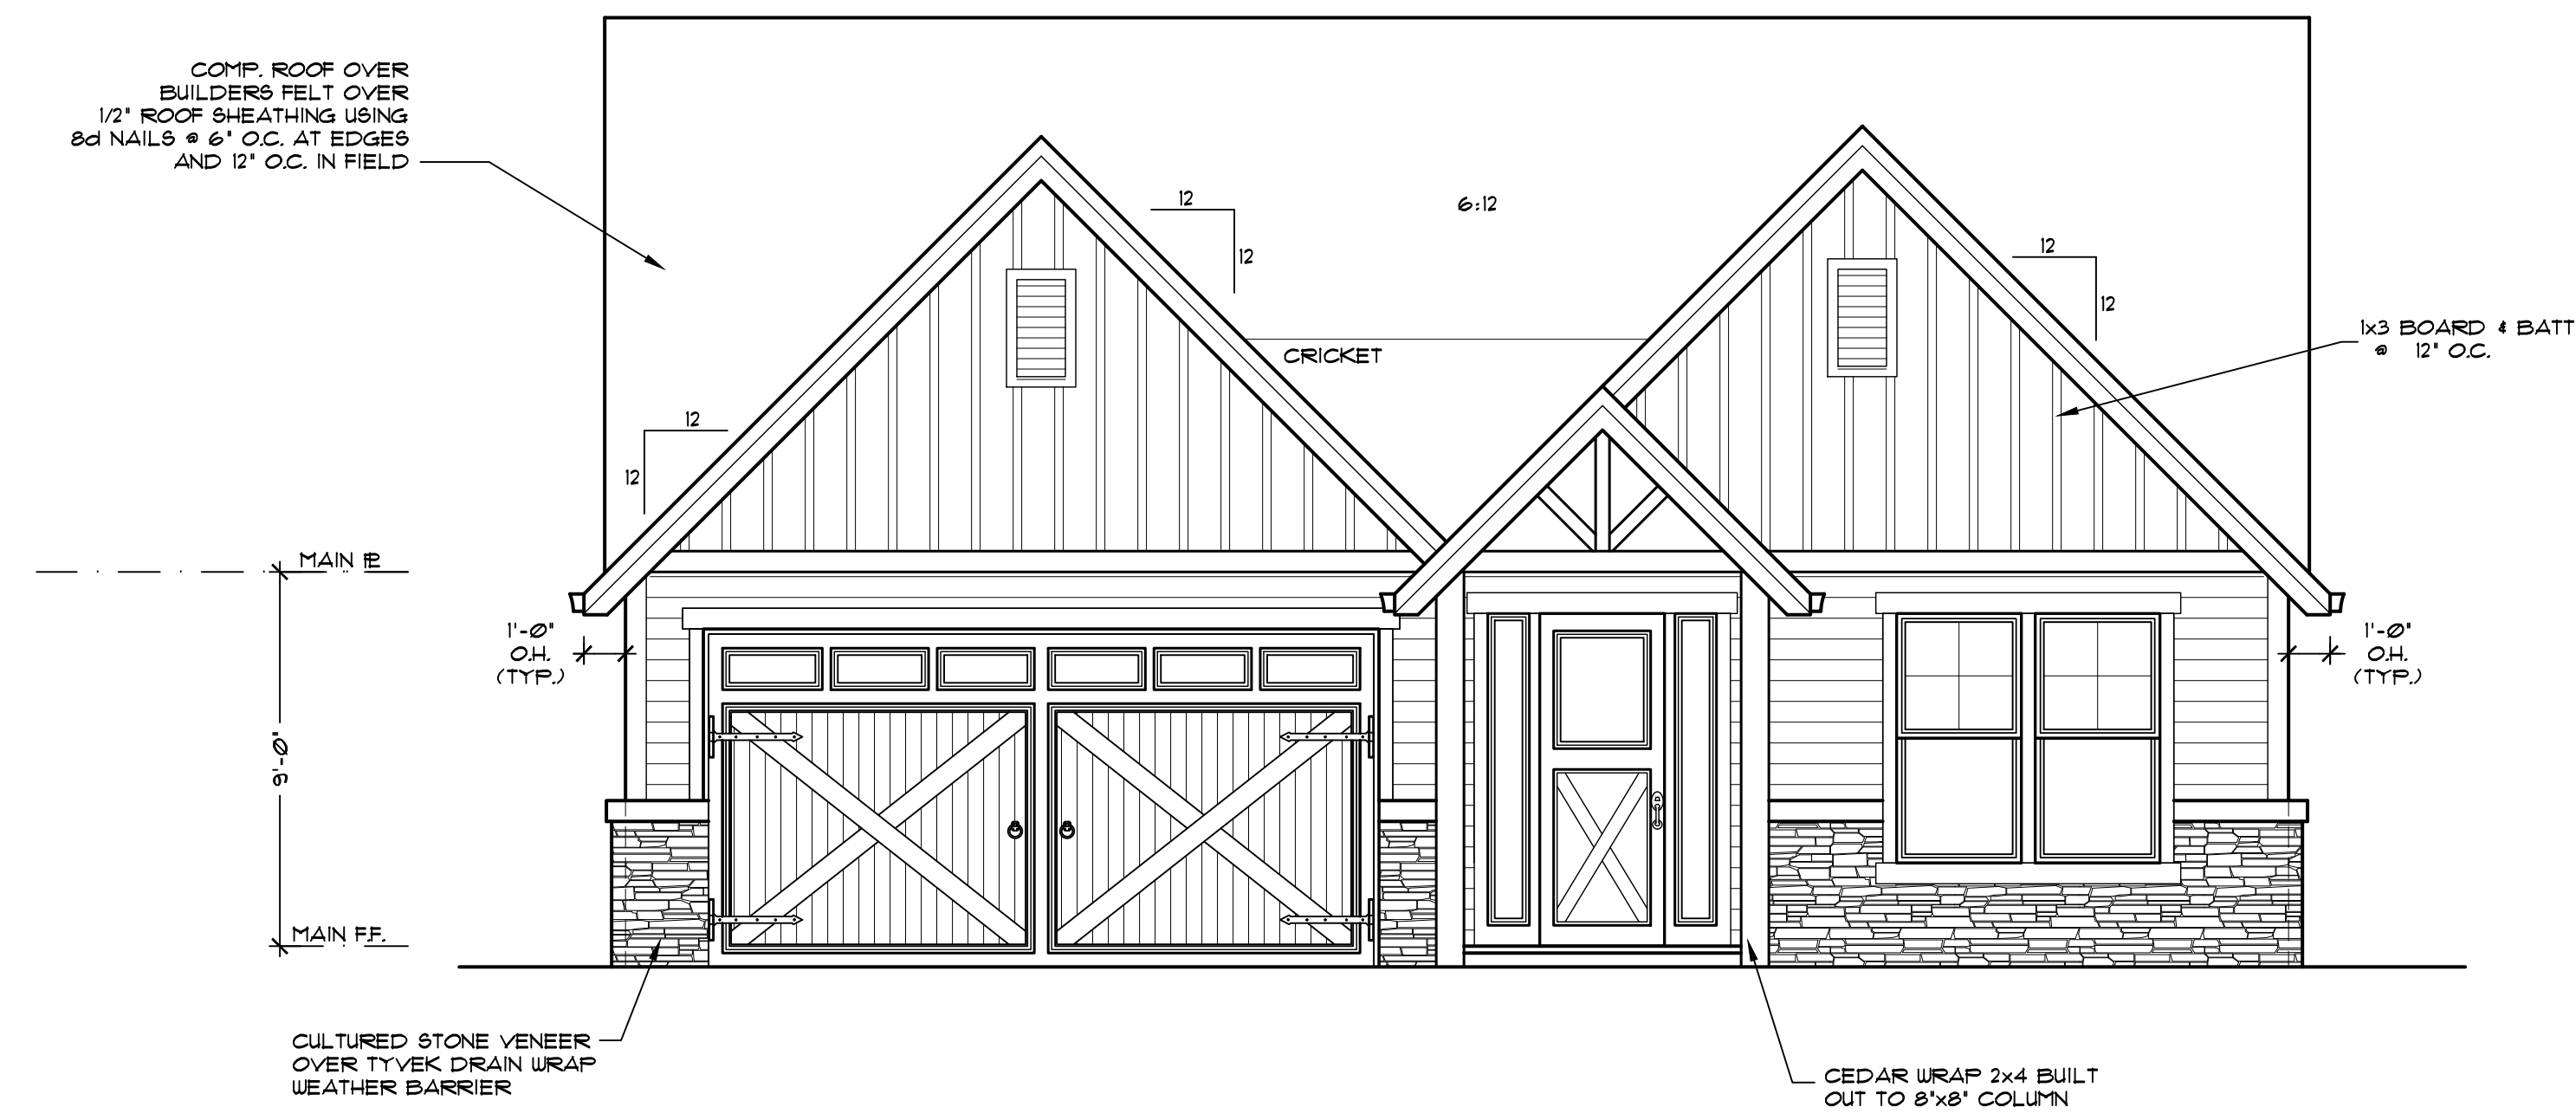 COMP. ROOF OVER
BUILDERS FELT OVER
1/2" ROOF SHEATHING USING
8d NAILS @ 6" O.C. AT EDGES
AND 12" O.C. IN FIELD
12
12
6:12
12
12
1x3 BOARD & BATT
@ 12" O.C.
CRICKET
12
12
MAIN PL
1'-0"
O.H.
(TYP.)
1'-0"
O.H.
(TYP.)
9'-0"
MAIN F.F.
CULTURED STONE VENEER
OVER TYVEK DRAIN WRAP
WEATHER BARRIER
CEDAR WRAP 2x4 BUILT
OUT TO 8"x8" COLUMN